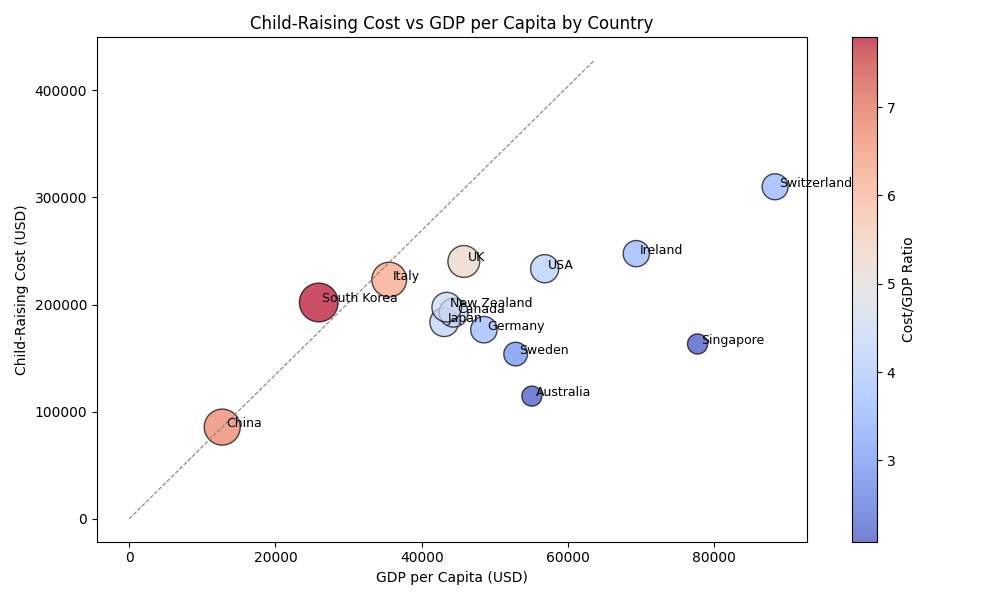 Child-Raising Cost vs GDP per Capita by Country
Child-Raising Cost (USD)
400000
300000
200000
100000
0
Switzerland
Ireland
UK
USA
Italy
South Korea
New Zealand
Canada
Japan
Germany
Singapore
Sweden
Australia
China
0 20000 40000 60000 80000
GDP per Capita (USD)
7
6
5
4
3
Cost/GDP Ratio